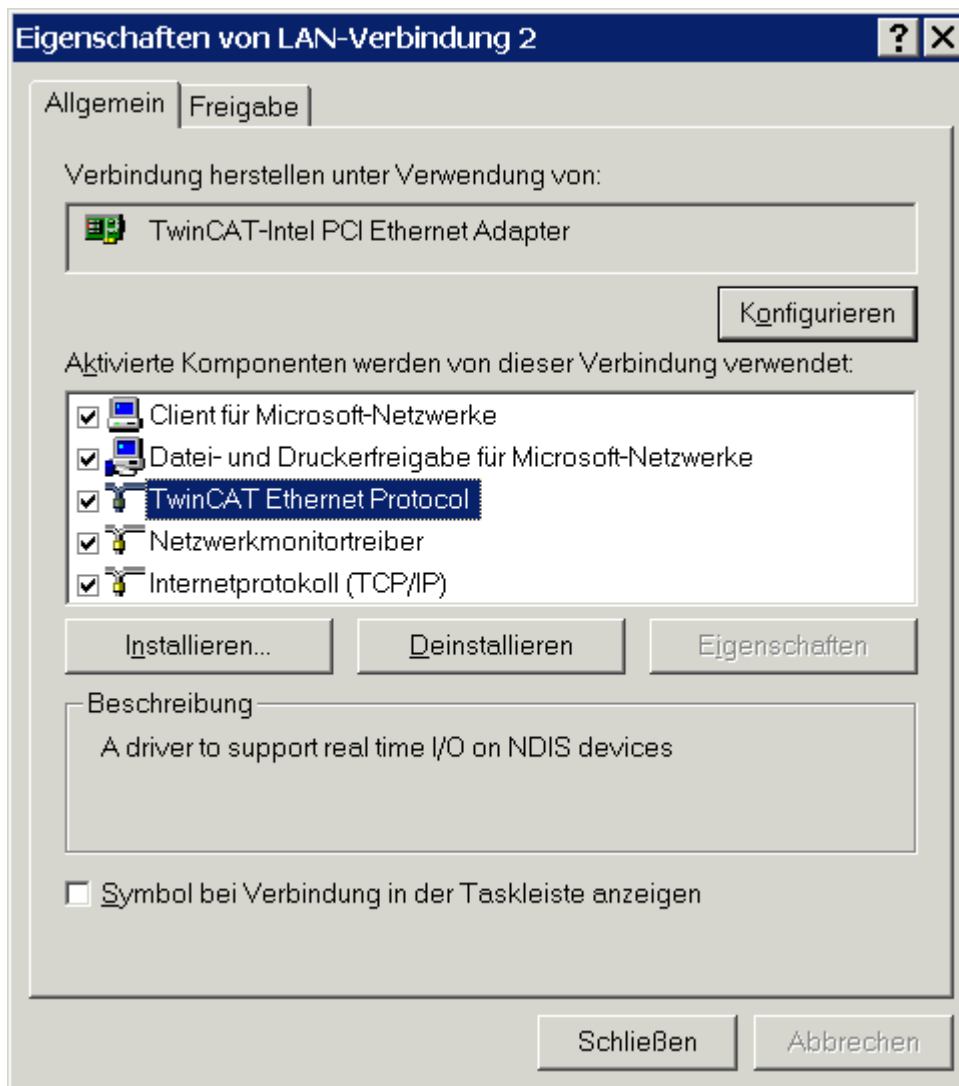 Eigenschaften von LAN-Verbindung 2
Allgemein
Freigabe
Verbindung herstellen unter Verwendung von:
TwinCAT-Intel PCI Ethernet Adapter
Konfigurieren
Aktivierte Komponenten werden von dieser Verbindung verwendet:
Client für Microsoft-Netzwerke
Datei- und Druckerfreigabe für Microsoft-Netzwerke
TwinCAT Ethernet Protocol
Netzwerkmonitortreiber
Internetprotokoll (TCP/IP)
Installieren...
Deinstallieren
Eigenschaften
Beschreibung
A driver to support real time I/O on NDIS devices
Symbol bei Verbindung in der Taskleiste anzeigen
Schließen
Abbrechen